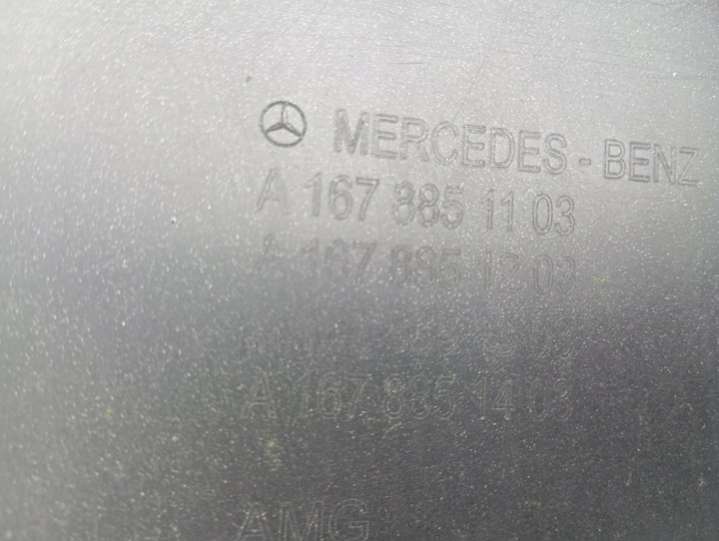 MERCEDES - BENZ
A 167 885 11 03
A 167 885 12 03
A 167 885 14 03
AMG